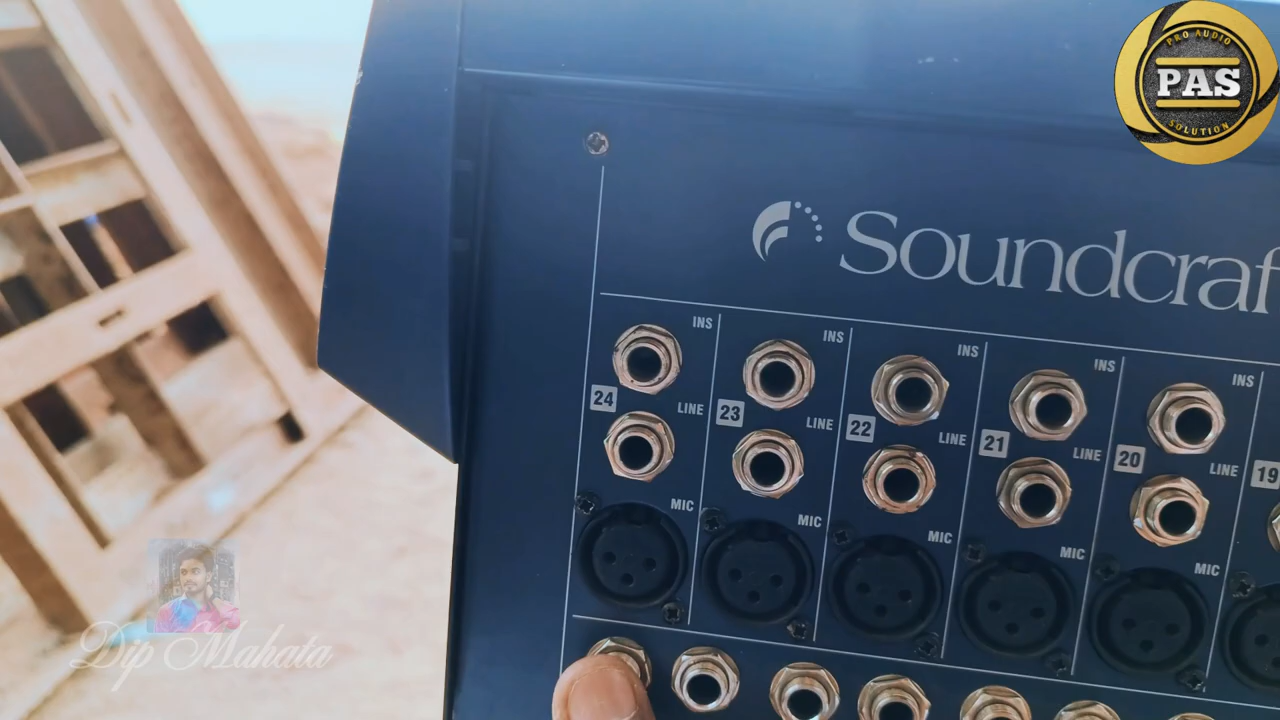 PRO AUDIO
PAS
SOLUTION
Soundcraf
INS
INS
INS
INS
INS
24
LINE
23
LINE
22
LINE
21
LINE
20
LINE
19
MIC
MIC
MIC
MIC
MIC
Dip Mahata